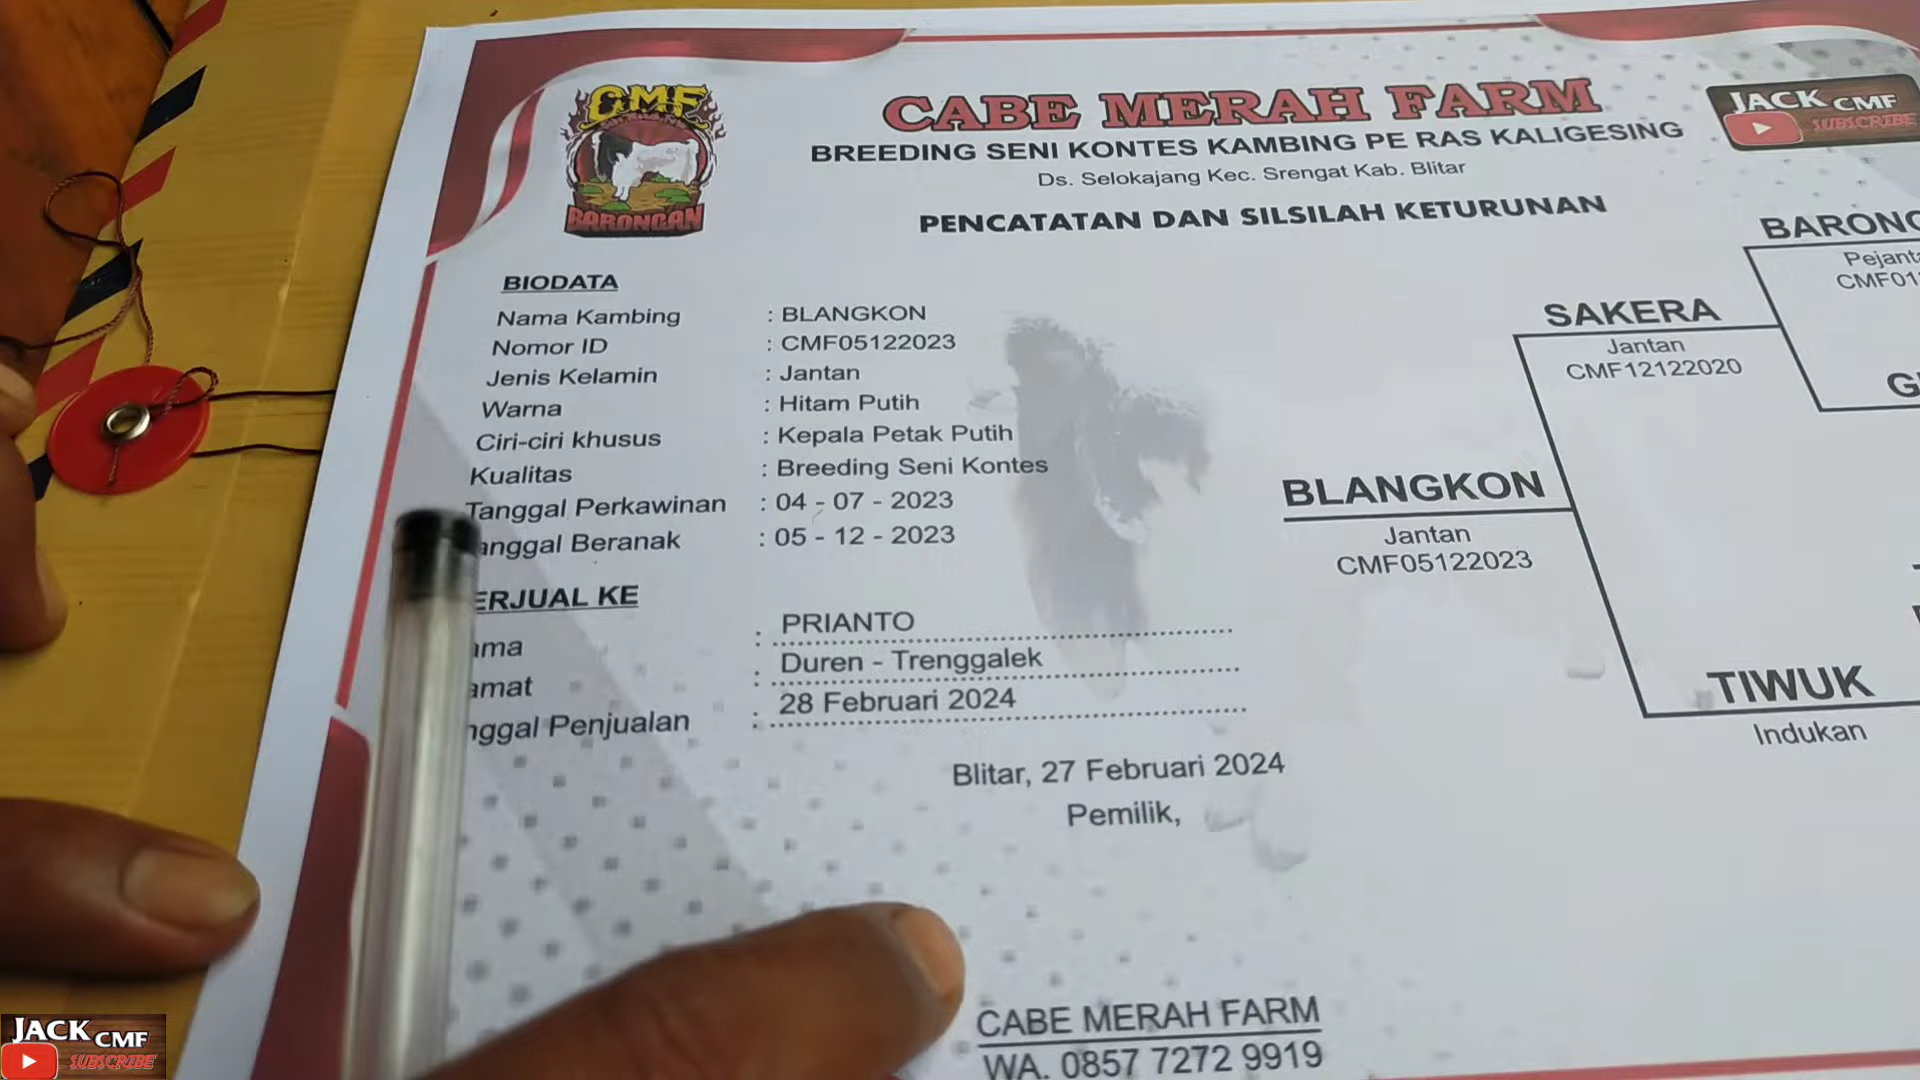 CMF
BARONGAN
CABE MERAH FARM
BREEDING SENI KONTES KAMBING PE RAS KALIGESING
Ds. Selokajang Kec. Srengat Kab. Blitar
PENCATATAN DAN SILSILAH KETURUNAN
JACK CMF
SUBSCRIBE
BIODATA
Nama Kambing : BLANGKON
Nomor ID : CMF05122023
Jenis Kelamin : Jantan
Warna : Hitam Putih
Ciri-ciri khusus : Kepala Petak Putih
Kualitas : Breeding Seni Kontes
Tanggal Perkawinan : 04 - 07 - 2023
anggal Beranak : 05 - 12 - 2023
ERJUAL KE
ama : PRIANTO
amat : Duren - Trenggalek
nggal Penjualan : 28 Februari 2024
Blitar, 27 Februari 2024
Pemilik,
CABE MERAH FARM
WA. 0857 7272 9919
BLANGKON
Jantan
CMF05122023
SAKERA
Jantan
CMF12122020
TIWUK
Indukan
BARONG
Pejant
CMF01
G
JACK CMF
SUBSCRIBE